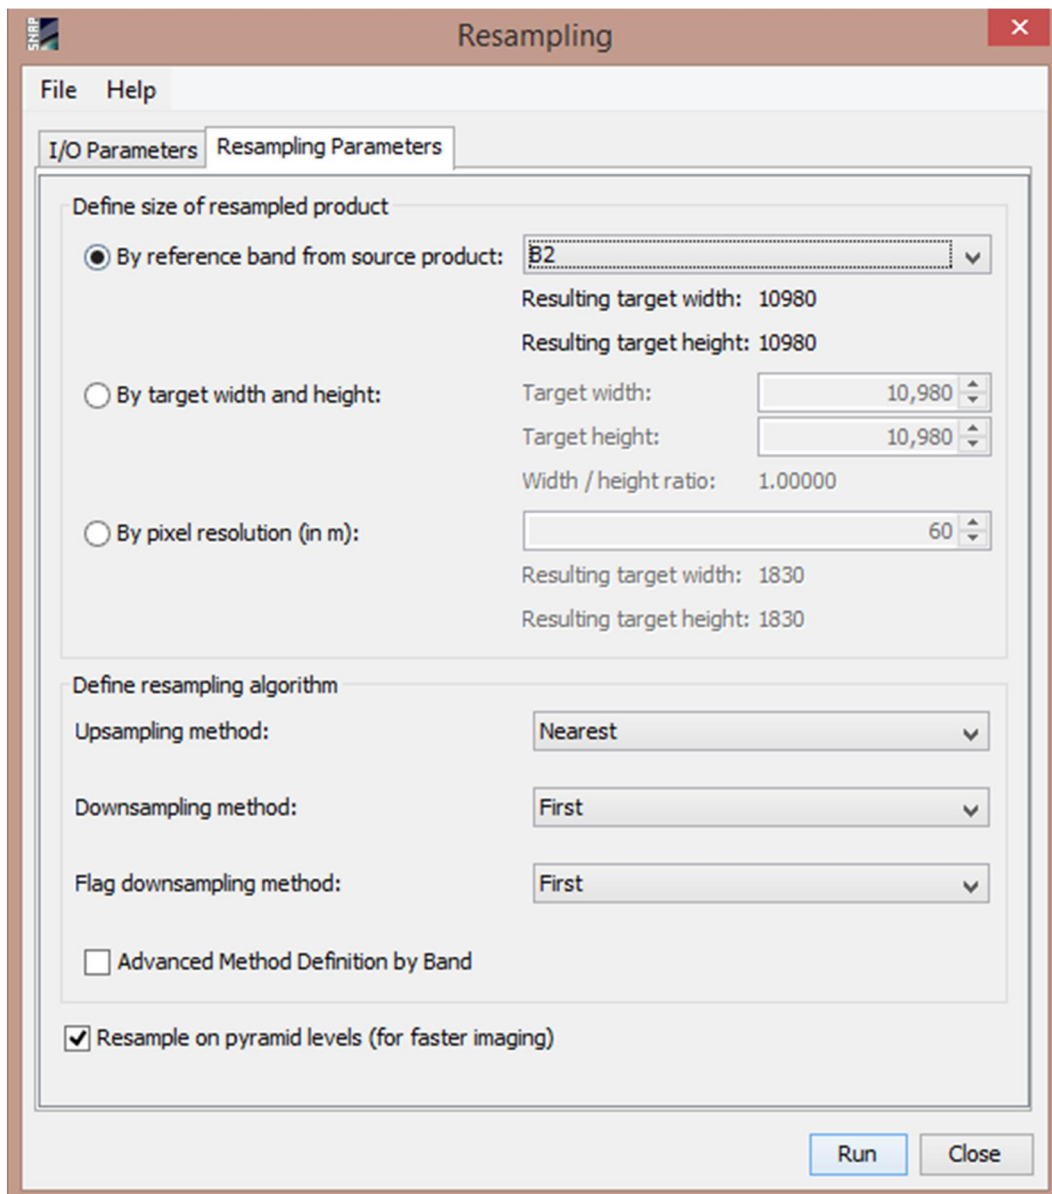 SNAP
Resampling
File Help
I/O Parameters Resampling Parameters
Define size of resampled product
By reference band from source product: B2
Resulting target width: 10980
Resulting target height: 10980
By target width and height: Target width: 10,980
Target height: 10,980
Width / height ratio: 1.00000
By pixel resolution (in m): 60
Resulting target width: 1830
Resulting target height: 1830
Define resampling algorithm
Upsampling method: Nearest
Downsampling method: First
Flag downsampling method: First
Advanced Method Definition by Band
Resample on pyramid levels (for faster imaging)
Run Close